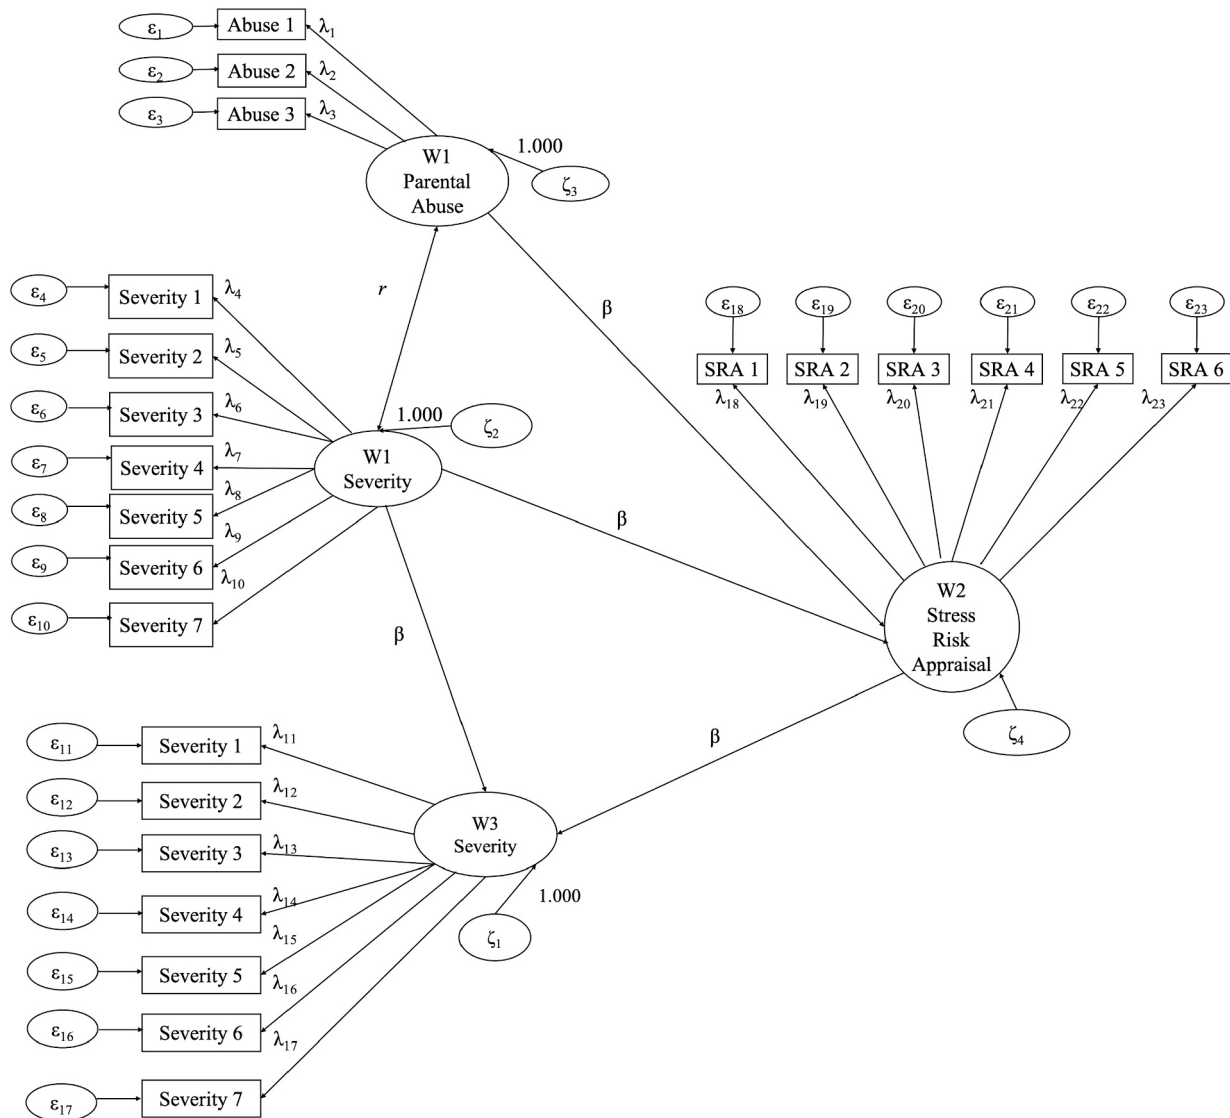 ε1
Abuse 1
λ1
ε2
Abuse 2
λ2
ε3
Abuse 3
λ3
1.000
W1
Parental
Abuse
ζ3
ε4
Severity 1
λ4
r
β
ε5
Severity 2
λ5
ε6
Severity 3
λ6
1.000
ζ2
ε7
Severity 4
λ7
W1
Severity
ε8
Severity 5
λ8
ε9
Severity 6
λ9
ε10
Severity 7
λ10
β
β
ε18
ε19
ε20
ε21
ε22
ε23
SRA 1
SRA 2
SRA 3
SRA 4
SRA 5
SRA 6
λ18
λ19
λ20
λ21
λ22
λ23
W2
Stress
Risk
Appraisal
ζ4
β
ε11
Severity 1
λ11
ε12
Severity 2
λ12
ε13
Severity 3
λ13
W3
Severity
ε14
Severity 4
λ14
1.000
ζ1
ε15
Severity 5
λ15
ε16
Severity 6
λ16
ε17
Severity 7
λ17